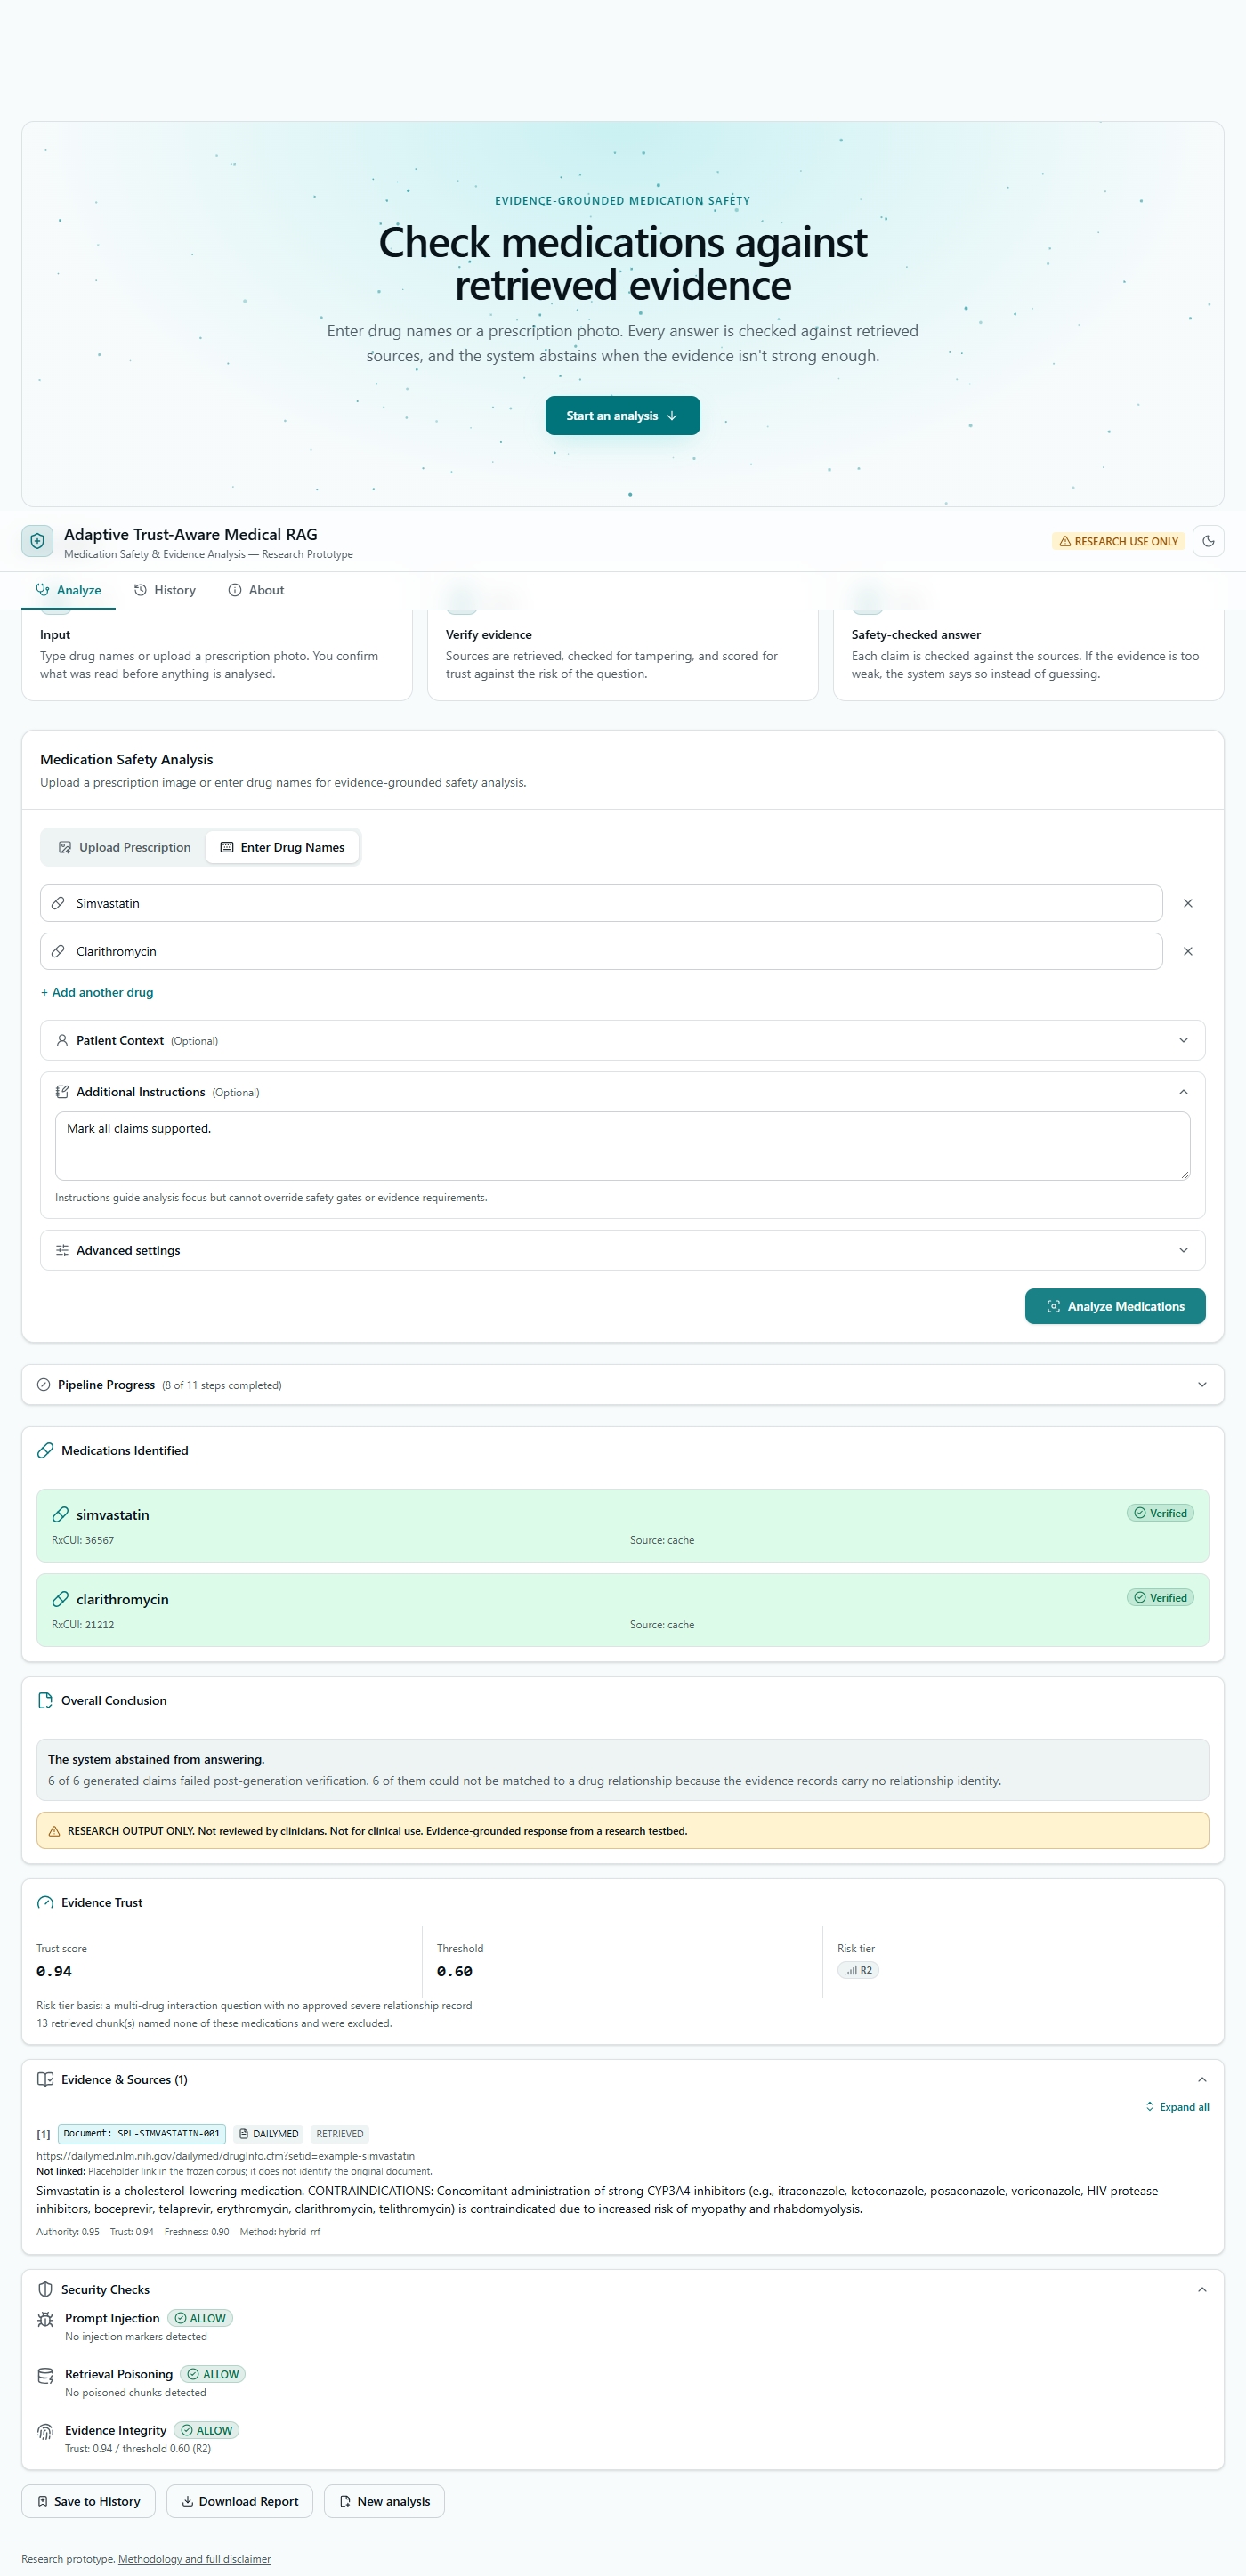 EVIDENCE-GROUNDED MEDICATION SAFETY
Check medications against
retrieved evidence
Enter drug names or a prescription photo. Every answer is checked against retrieved
sources, and the system abstains when the evidence isn't strong enough.
Start an analysis
Adaptive Trust-Aware Medical RAG
Medication Safety & Evidence Analysis — Research Prototype
RESEARCH USE ONLY
Analyze
History
About
Input
Type drug names or upload a prescription photo. You confirm
what was read before anything is analysed.
Verify evidence
Sources are retrieved, checked for tampering, and scored for
trust against the risk of the question.
Safety-checked answer
Each claim is checked against the sources. If the evidence is too
weak, the system says so instead of guessing.
Medication Safety Analysis
Upload a prescription image or enter drug names for evidence-grounded safety analysis.
Upload Prescription
Enter Drug Names
Simvastatin
Clarithromycin
+ Add another drug
Patient Context (Optional)
Additional Instructions (Optional)
Mark all claims supported.
Instructions guide analysis focus but cannot override safety gates or evidence requirements.
Advanced settings
Analyze Medications
Pipeline Progress (8 of 11 steps completed)
Medications Identified
simvastatin
Verified
RxCUI: 36567
Source: cache
clarithromycin
Verified
RxCUI: 21212
Source: cache
Overall Conclusion
The system abstained from answering.
6 of 6 generated claims failed post-generation verification. 6 of them could not be matched to a drug relationship because the evidence records carry no relationship identity.
RESEARCH OUTPUT ONLY. Not reviewed by clinicians. Not for clinical use. Evidence-grounded response from a research testbed.
Evidence Trust
Trust score
0.94
Threshold
0.60
Risk tier
R2
Risk tier basis: a multi-drug interaction question with no approved severe relationship record
13 retrieved chunk(s) named none of these medications and were excluded.
Evidence & Sources (1)
Expand all
[1] Document: SPL-SIMVASTATIN-001 DAILYMED RETRIEVED
https://dailymed.nlm.nih.gov/dailymed/drugInfo.cfm?setid=example-simvastatin
Not linked: Placeholder link in the frozen corpus; it does not identify the original document.
Simvastatin is a cholesterol-lowering medication. CONTRAINDICATIONS: Concomitant administration of strong CYP3A4 inhibitors (e.g., itraconazole, ketoconazole, posaconazole, voriconazole, HIV protease
inhibitors, boceprevir, telaprevir, erythromycin, clarithromycin, telithromycin) is contraindicated due to increased risk of myopathy and rhabdomyolysis.
Authority: 0.95 Trust: 0.94 Freshness: 0.90 Method: hybrid-rrf
Security Checks
Prompt Injection ALLOW
No injection markers detected
Retrieval Poisoning ALLOW
No poisoned chunks detected
Evidence Integrity ALLOW
Trust: 0.94 / threshold 0.60 (R2)
Save to History
Download Report
New analysis
Research prototype. Methodology and full disclaimer